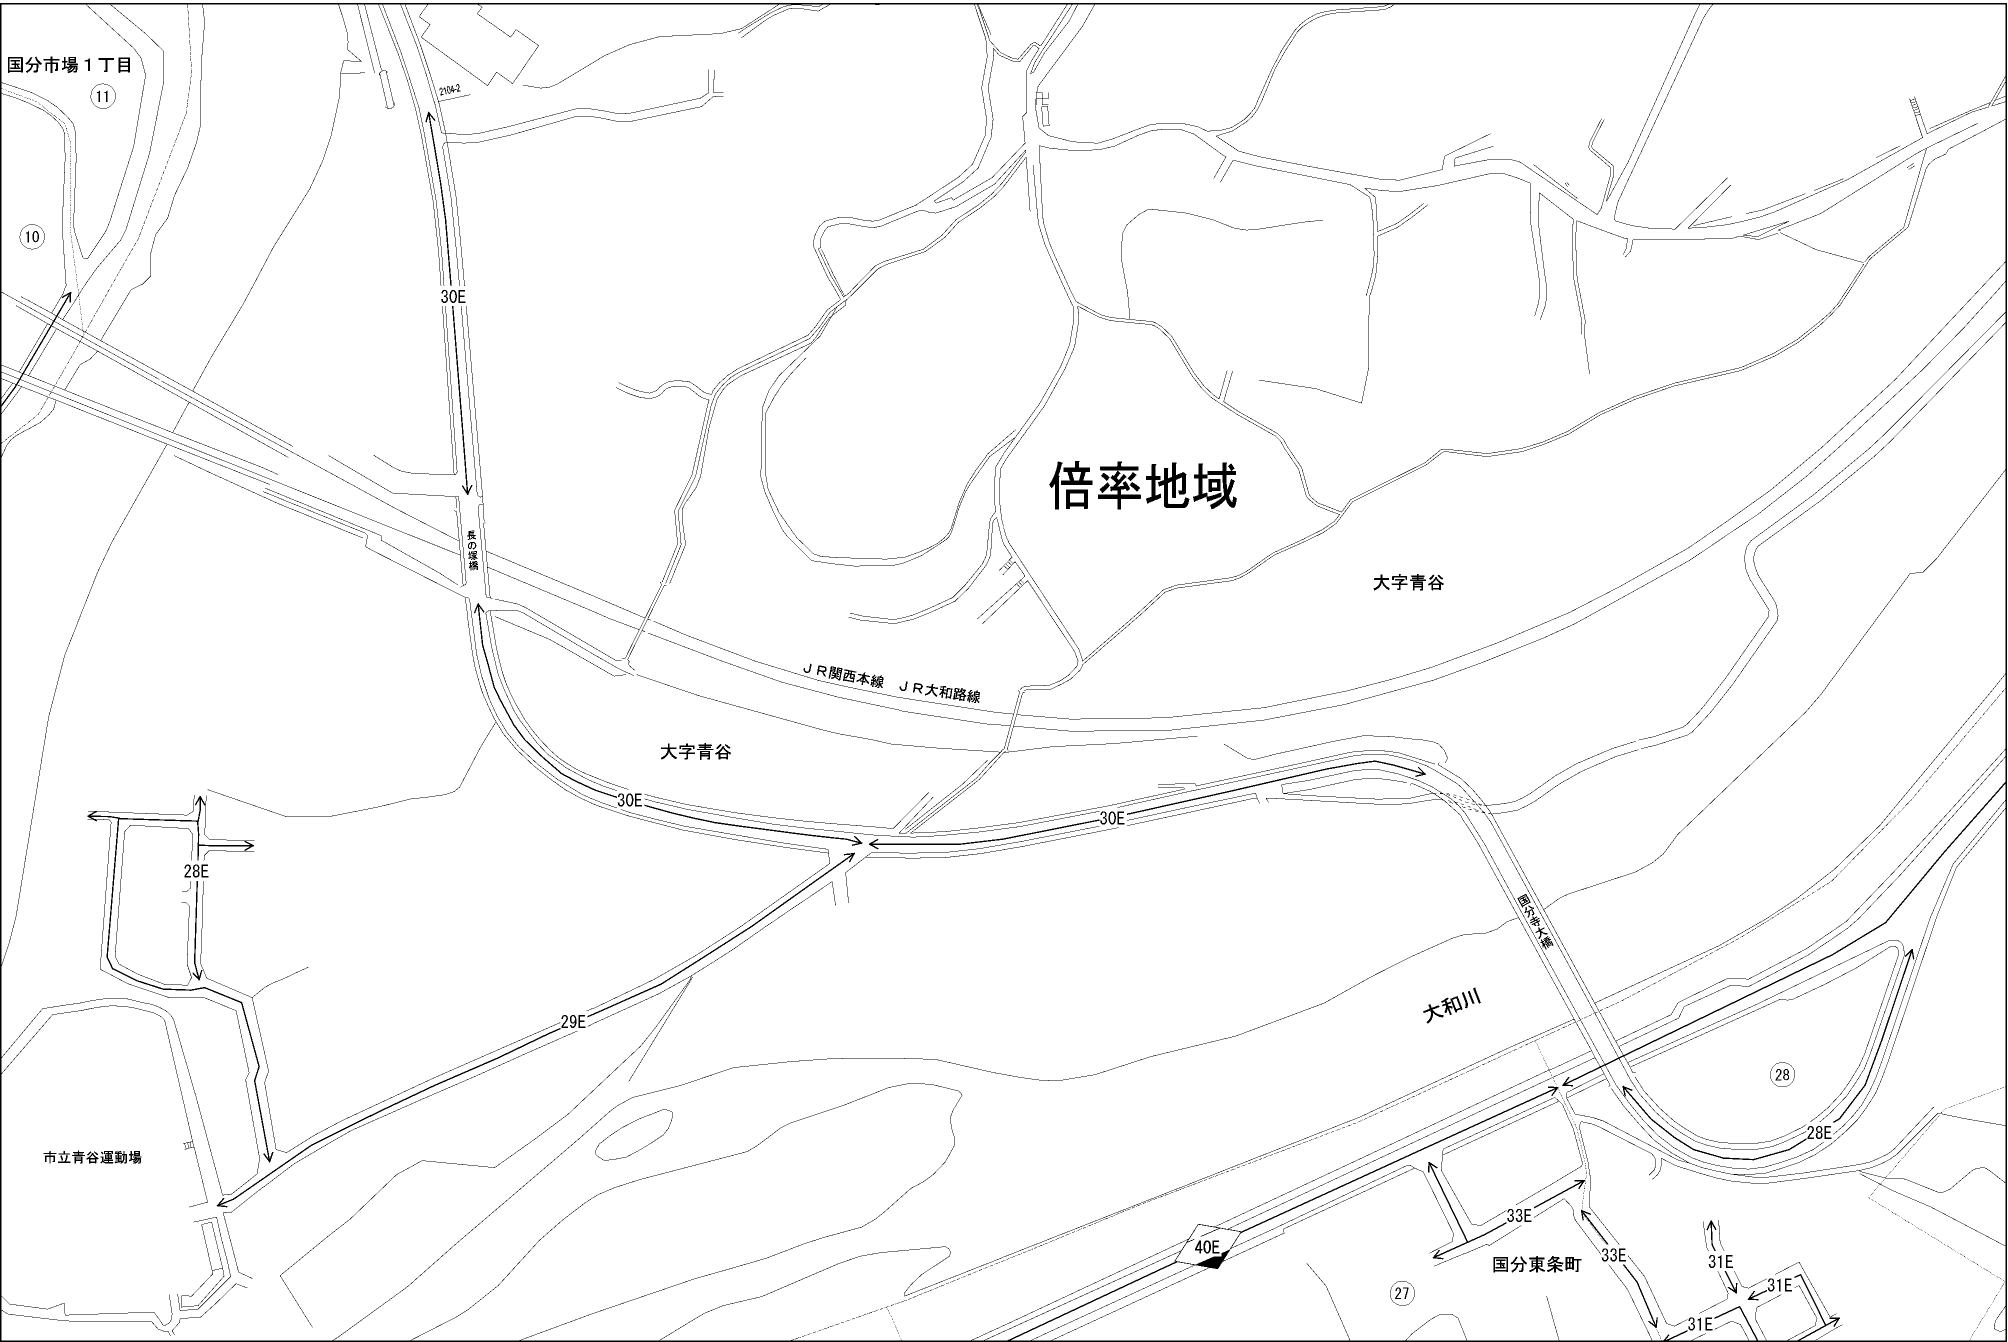 国分市場１丁目
11
2104-2
10
30E
倍率地域
長の塚橋
大字青谷
ＪＲ関西本線　ＪＲ大和路線
大字青谷
30E
30E
28E
国分寺大橋
大和川
29E
28
28E
市立青谷運動場
33E
40E
33E
国分東条町
31E
31E
27
31E